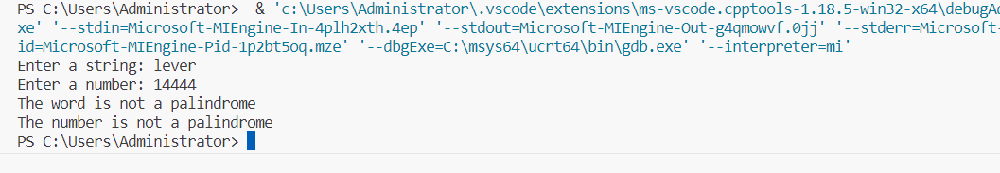 PS C:\Users\Administrator>  & 'c:\Users\Administrator\.vscode\extensions\ms-vscode.cpptools-1.18.5-win32-x64\debugAd
xe' '--stdin=Microsoft-MIEngine-In-4plh2xth.4ep' '--stdout=Microsoft-MIEngine-Out-g4qmowvf.0jj' '--stderr=Microsoft-
id=Microsoft-MIEngine-Pid-1p2bt5oq.mze' '--dbgExe=C:\msys64\ucrt64\bin\gdb.exe' '--interpreter=mi'
Enter a string: lever
Enter a number: 14444
The word is not a palindrome
The number is not a palindrome
PS C:\Users\Administrator>